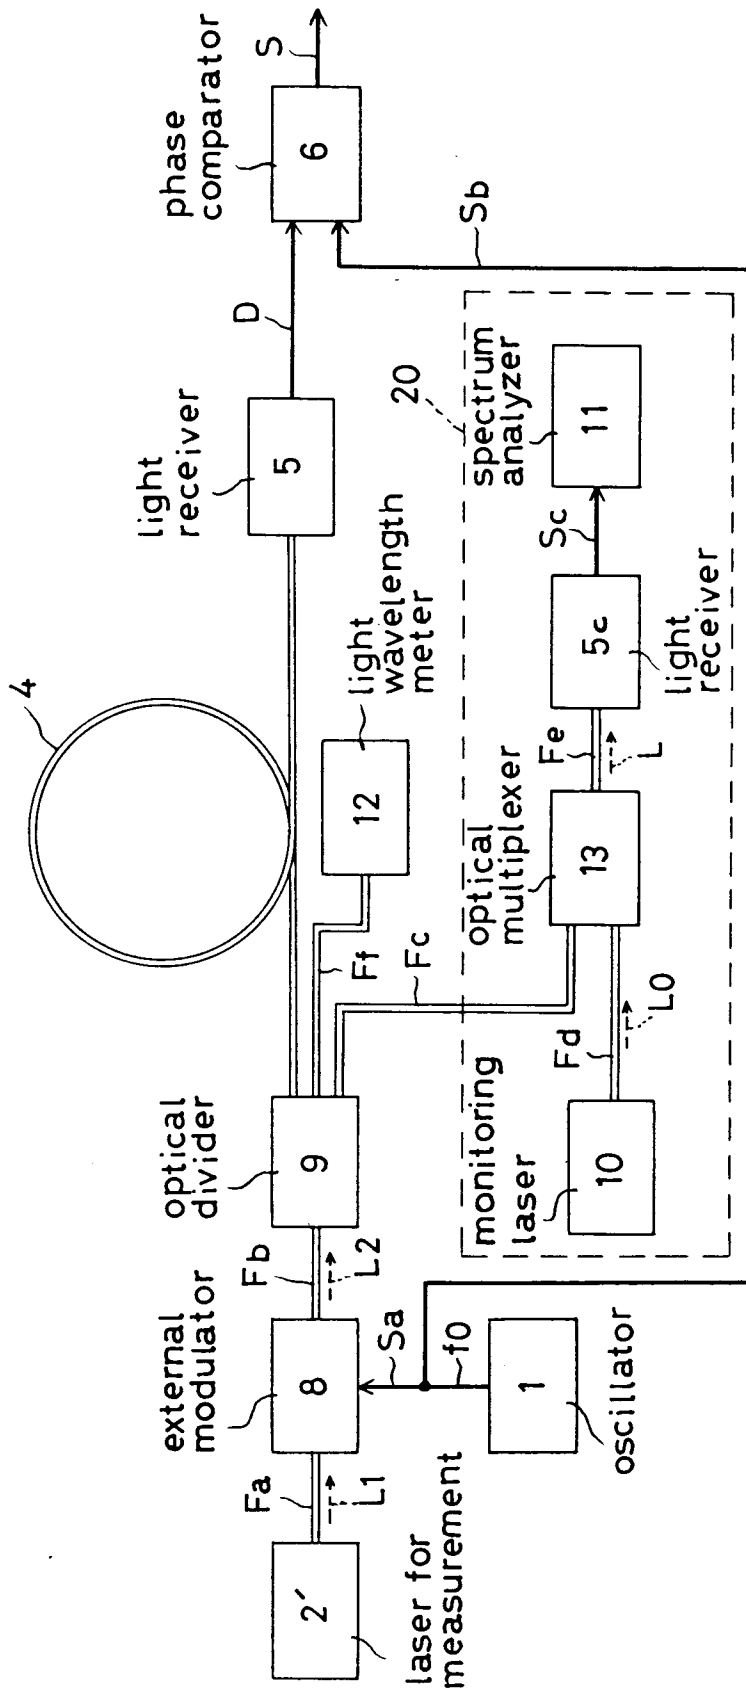 laser for
measurement
2′
Fa
L1
external
modulator
8
Sa
f0
1
oscillator
Fb
L2
optical
divider
9
4
Ff
Fc
12
light
wavelength
meter
light
receiver
5
D
phase
comparator
6
S
Sb
20
monitoring
laser
10
Fd
L0
optical
multiplexer
13
Fe
L
5c
light
receiver
Sc
spectrum
analyzer
11